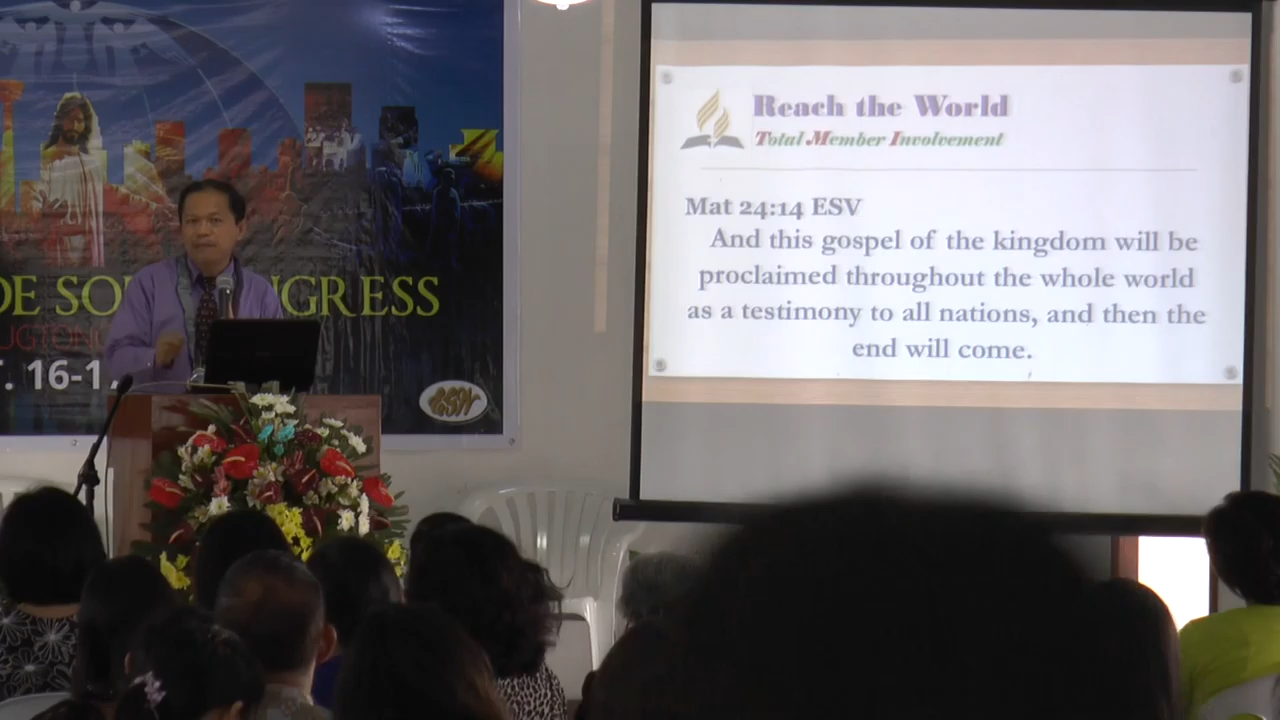 Reach the World
Total Member Involvement
Mat 24:14 ESV
And this gospel of the kingdom will be
proclaimed throughout the whole world
as a testimony to all nations, and then the
end will come.
DE SO NGRESS
UGTONG
T. 16-1